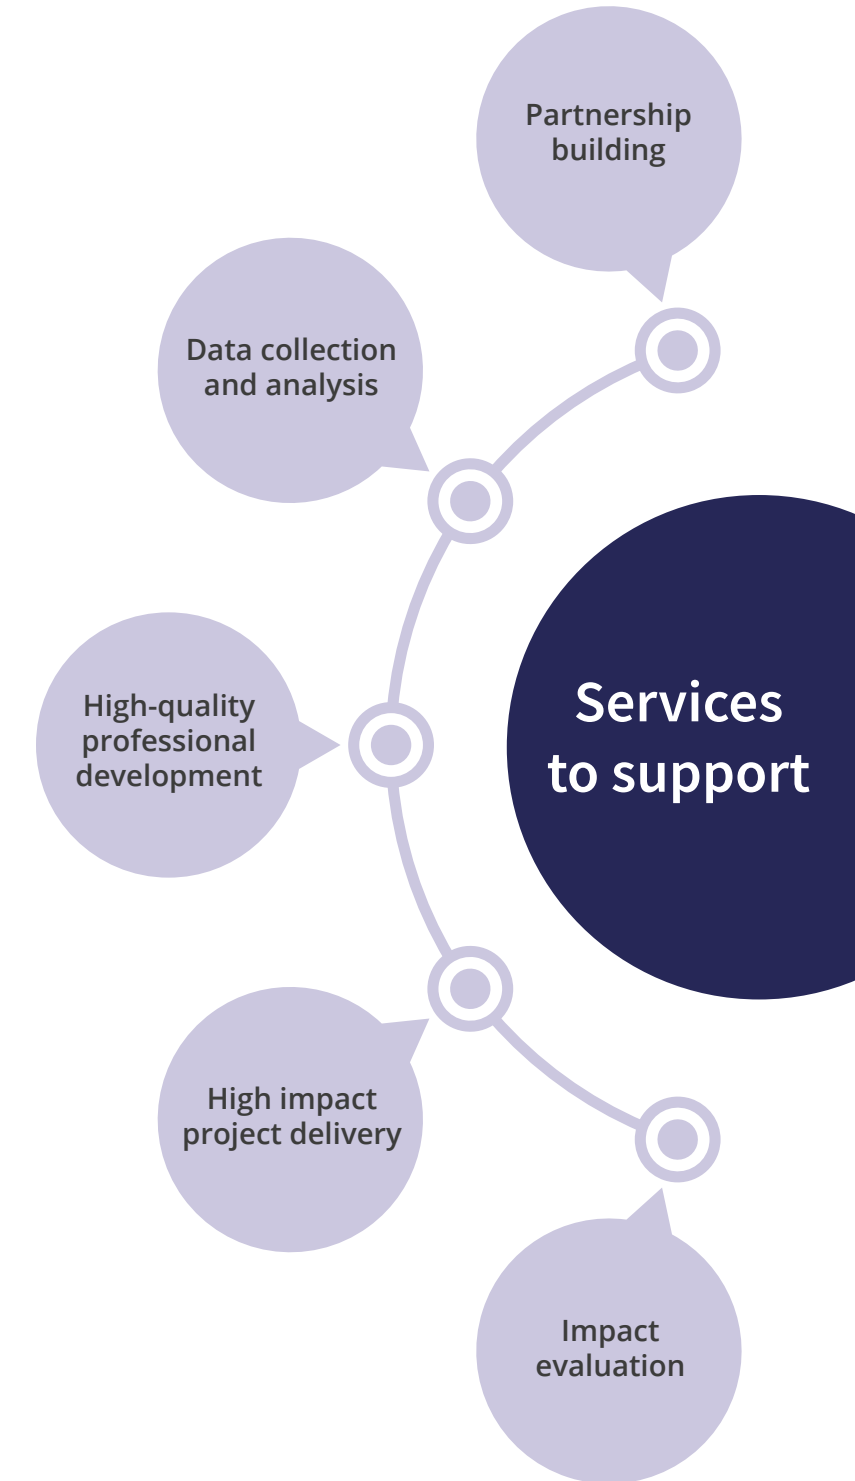 Partnership
building
Data collection
and analysis
High-quality
professional
development
Services
to support
High impact
project delivery
Impact
evaluation